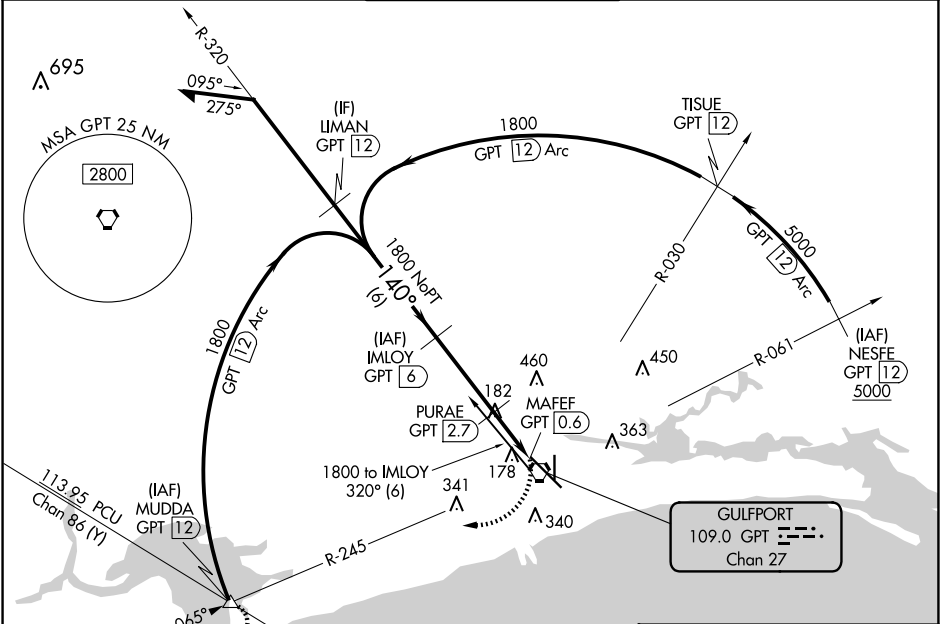 R-320
695
095°
275°
MSA GPT 25 NM
2800
(IF)
LIMAN
GPT 12
TISUE
GPT 12
1800
GPT 12 Arc
5000
GPT 12 Arc
R-030
R-061
(IAF)
NESFE
GPT 12
5000
1800 NoPT
140°
(6)
1800
GPT 12 Arc
(IAF)
IMLOY
GPT 6
460
450
182
MAFEF
GPT 0.6
PURAE
GPT 2.7
363
1800 to IMLOY
320° (6)
178
341
340
113.95 PCU
Chan 86 (Y)
(IAF)
MUDDA
GPT 12
R-245
GULFPORT
109.0 GPT
Chan 27
065°